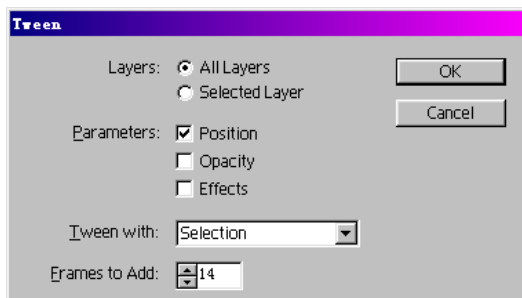 Tween
Layers: All Layers
Selected Layer
OK
Cancel
Parameters: Position
Opacity
Effects
Tween with: Selection
Frames to Add: 14